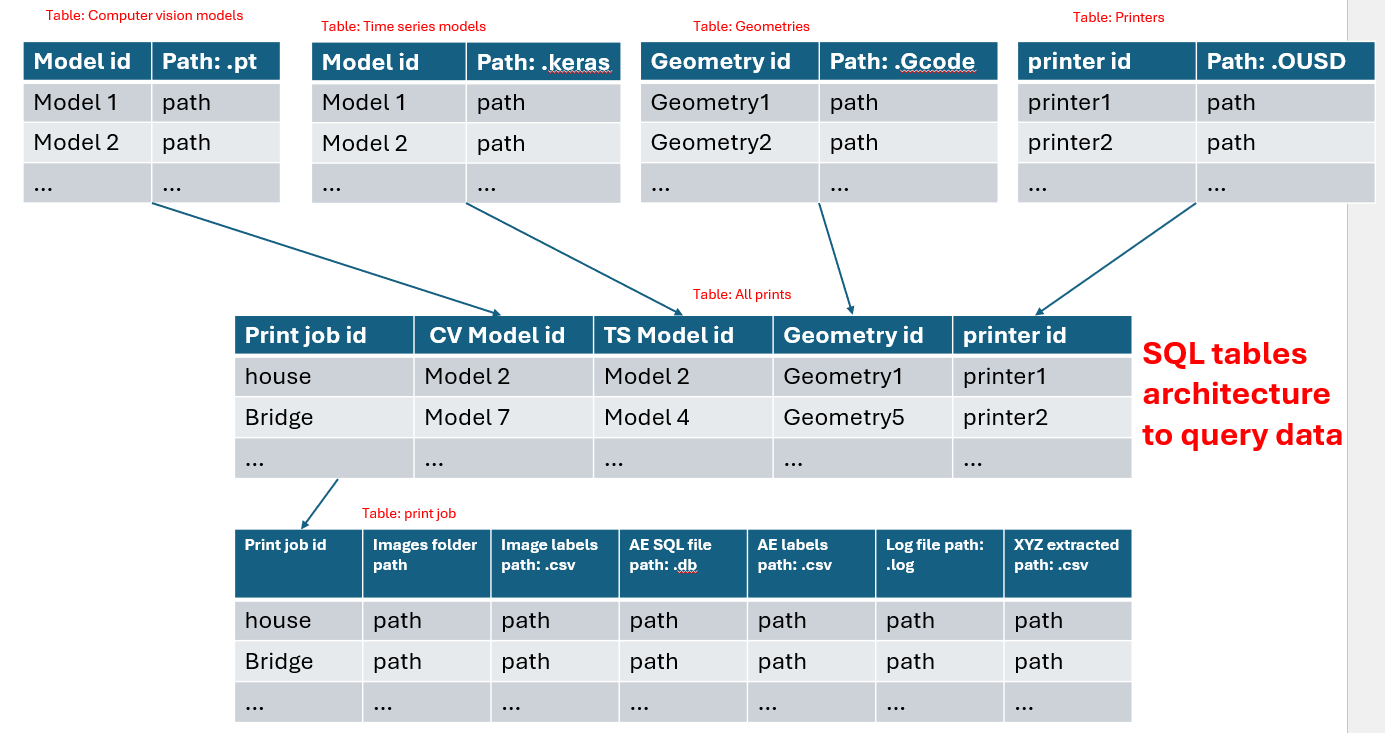 Table: Computer vision models
Model id Path: .pt
Model 1 path
Model 2 path
... ...
Table: Time series models
Model id Path: .keras
Model 1 path
Model 2 path
... ...
Table: Geometries
Geometry id Path: .Gcode
Geometry1 path
Geometry2 path
... ...
Table: Printers
printer id Path: .OUSD
printer1 path
printer2 path
... ...
Table: All prints
Print job id CV Model id TS Model id Geometry id printer id
house Model 2 Model 2 Geometry1 printer1
Bridge Model 7 Model 4 Geometry5 printer2
... ... ... ... ...
SQL tables
architecture
to query data
Table: print job
Print job id Images folder Image labels AE SQL file AE labels Log file path: XYZ extracted
path path: .csv path: .db path: .csv .log path: .csv
house path path path path path path
Bridge path path path path path path
... ... ... ... ... ... ...